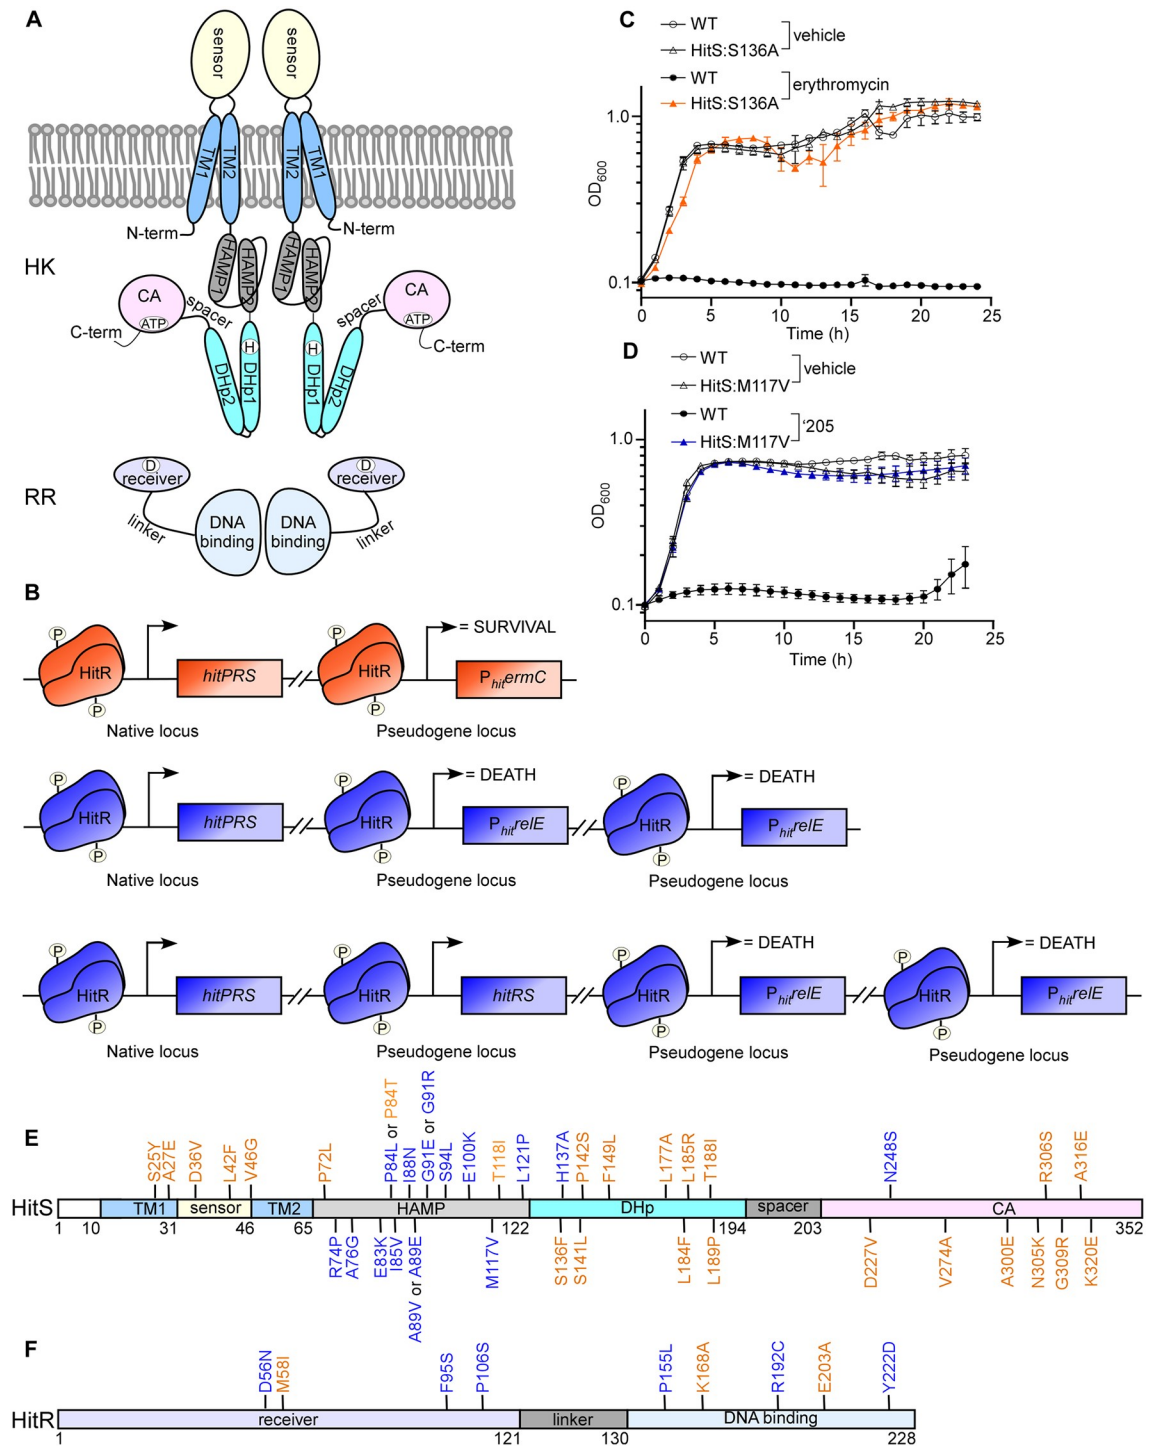 A
sensor
sensor
TM1
TM2
TM2
TM1
N-term
N-term
HK
HAMP1
HAMP2
HAMP1
HAMP2
CA
ATP
spacer
C-term
spacer
CA
ATP
C-term
H
H
DHp2
DHp1
DHp1
DHp2
RR
D
receiver
D
receiver
linker
DNA
binding
DNA
binding
linker
C
WT
HitS:S136A
vehicle
WT
HitS:S136A
erythromycin
OD600
1.0
0.1
0
5
10
15
20
25
Time (h)
D
WT
HitS:M117V
vehicle
WT
HitS:M117V
‘205
OD600
1.0
0.1
0
5
10
15
20
25
Time (h)
B
P
HitR
P
hitPRS
P
HitR
P
= SURVIVAL
PhitermC
Native locus
Pseudogene locus
P
HitR
P
hitPRS
P
HitR
P
= DEATH
PhitrelE
P
HitR
P
= DEATH
PhitrelE
Native locus
Pseudogene locus
Pseudogene locus
P
HitR
P
hitPRS
P
HitR
P
hitRS
P
HitR
P
= DEATH
PhitrelE
P
HitR
P
= DEATH
PhitrelE
Native locus
Pseudogene locus
Pseudogene locus
Pseudogene locus
E
S25Y
A27E
D36V
L42F
V46G
P72L
P84L or P84T
I88N
G91E or G91R
S94L
E100K
T118I
L121P
H137A
P142S
F149L
L177A
L185R
T188I
N248S
R306S
A316E
HitS
TM1
sensor
TM2
HAMP
DHp
spacer
CA
1
10
31
46
65
122
194
203
352
R74P
A76G
E83K
I85V
A89V or A89E
M117V
S136F
S141L
L184F
L189P
D227V
V274A
A300E
N305K
G309R
K320E
F
D56N
M58I
F95S
P106S
P155L
K168A
R192C
E203A
Y222D
HitR
receiver
linker
DNA binding
1
121
130
228